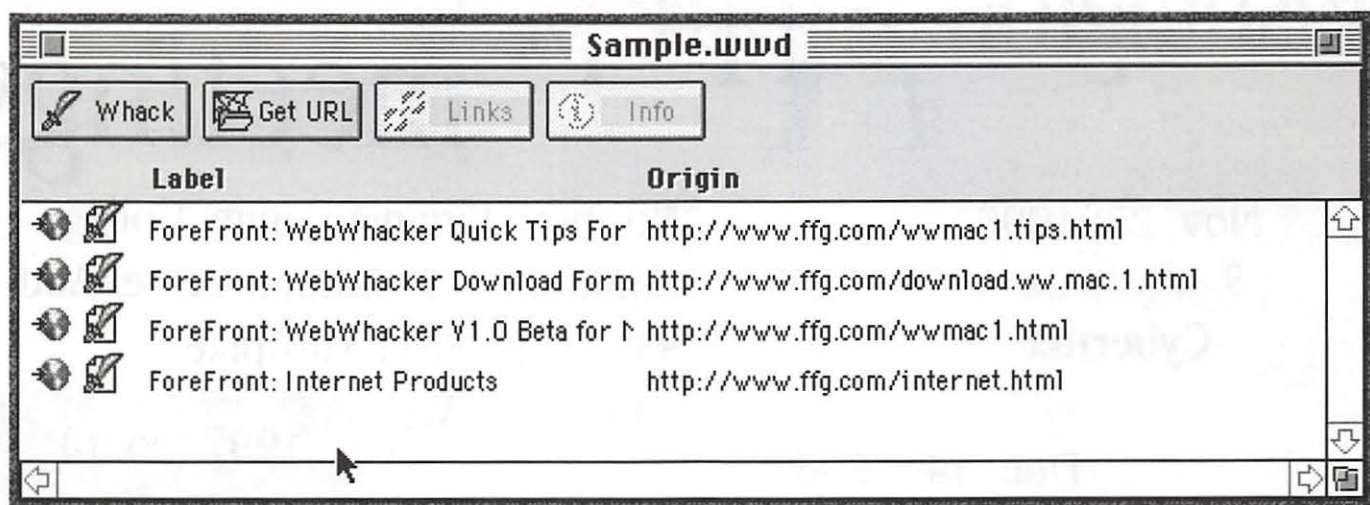 Sample.wwd
Whack Get URL Links Info
Label Origin
ForeFront: WebWhacker Quick Tips For http://www.ffg.com/wwmac1.tips.html
ForeFront: WebWhacker Download Form http://www.ffg.com/download.ww.mac.1.html
ForeFront: WebWhacker V1.0 Beta for http://www.ffg.com/wwmac1.html
ForeFront: Internet Products http://www.ffg.com/internet.html